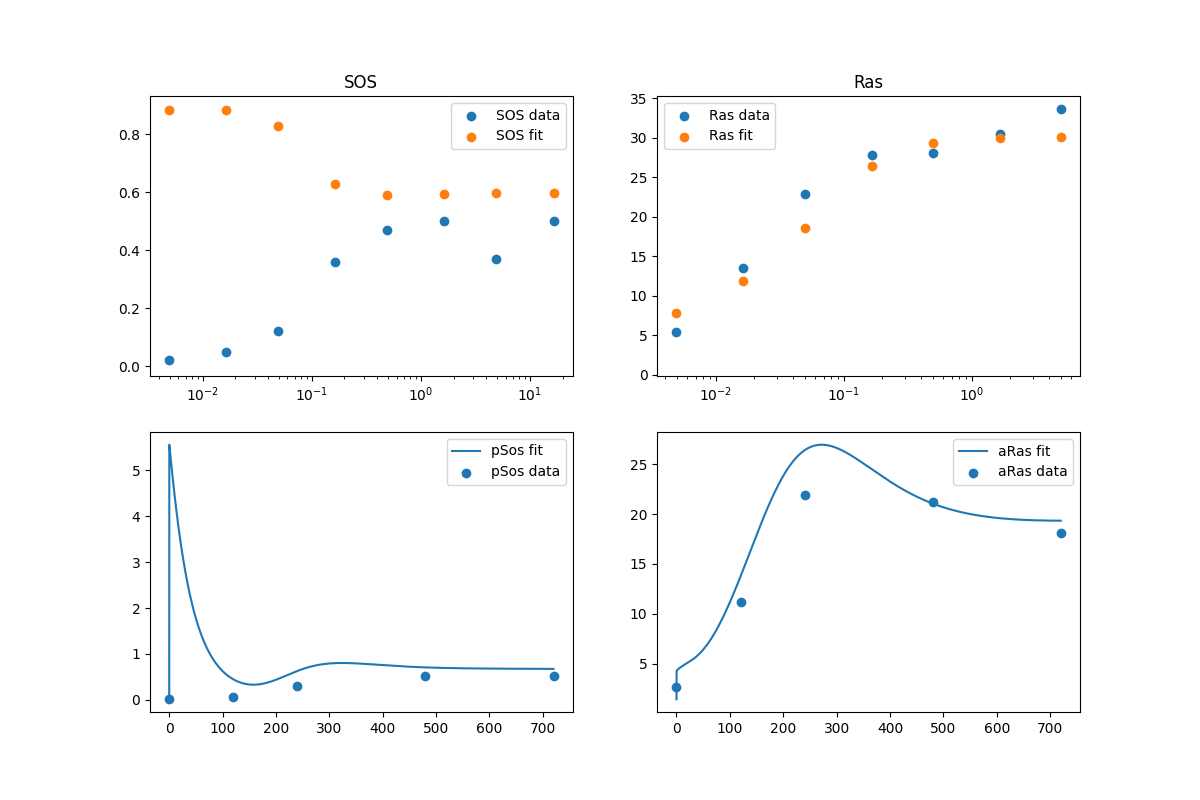 SOS
Ras
SOS data
SOS fit
0.8
0.6
0.4
0.2
0.0
10⁻² 10⁻¹ 10⁰ 10¹
Ras data
Ras fit
35
30
25
20
15
10
5
0
10⁻² 10⁻¹ 10⁰
pSos fit
pSos data
5
4
3
2
1
0
0 100 200 300 400 500 600 700
aRas fit
aRas data
25
20
15
10
5
0 100 200 300 400 500 600 700